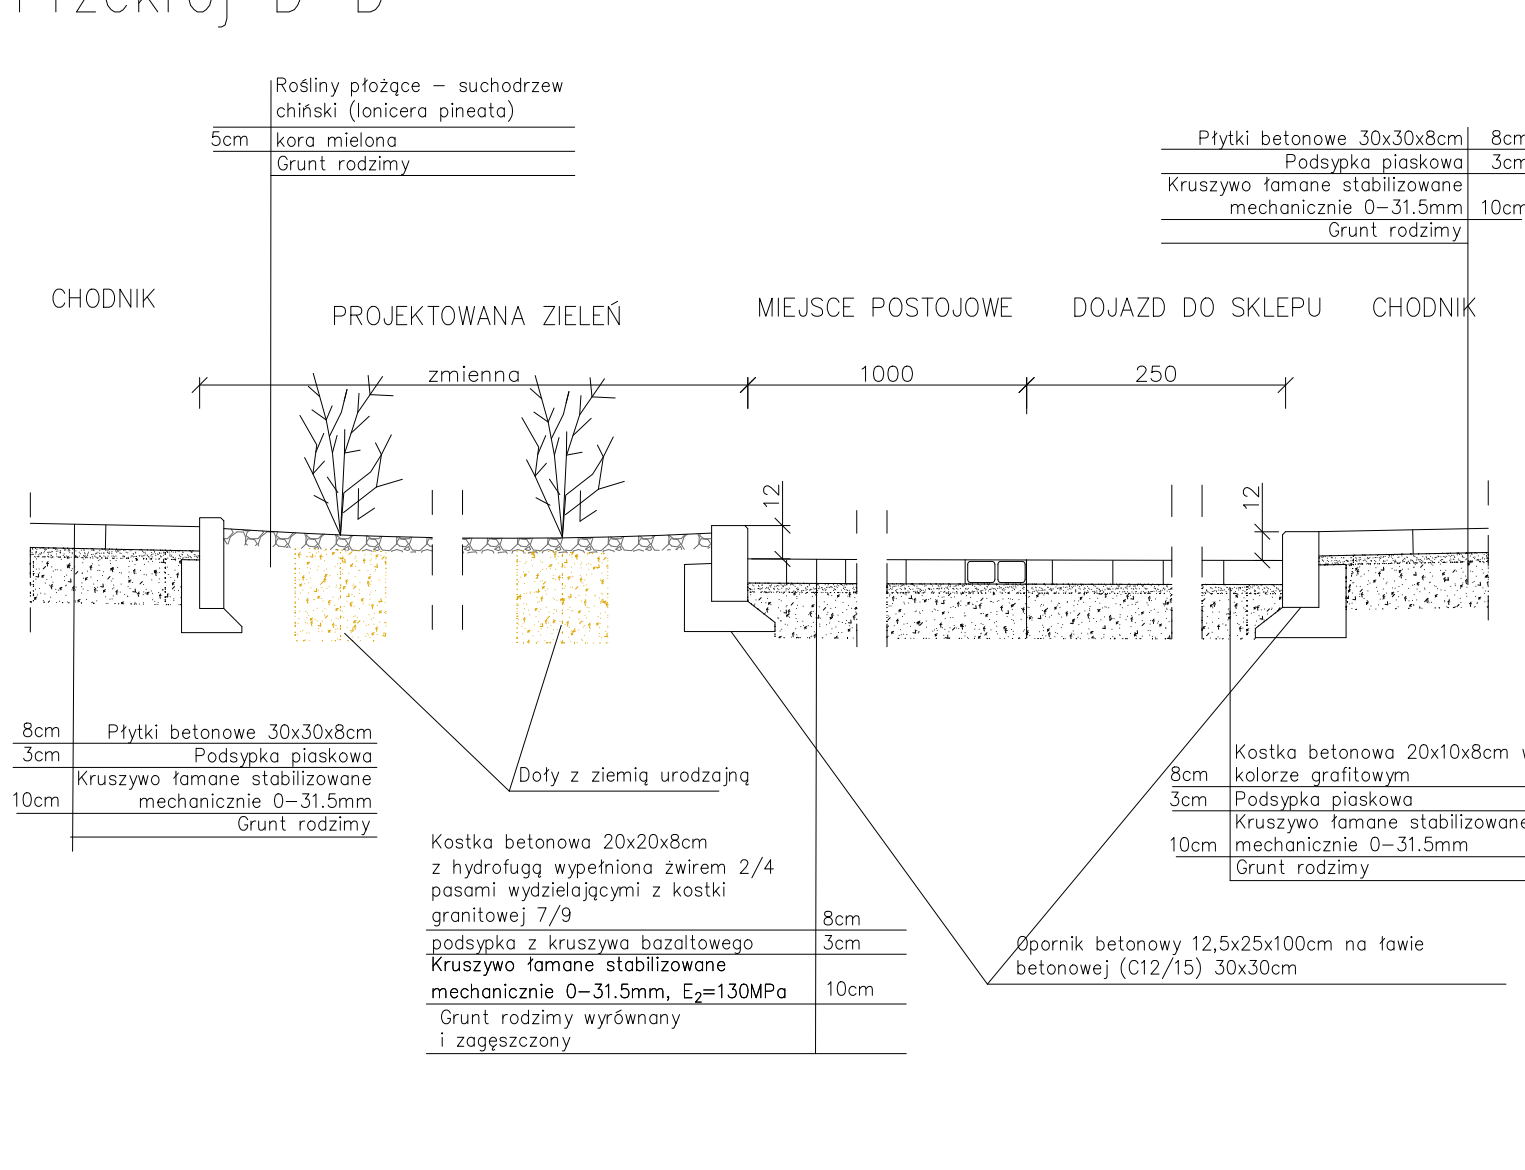 Przekrój B-B
Rośliny płożące – suchodrzew
chiński (lonicera pineata)
5cm kora mielona
Grunt rodzimy
Płytki betonowe 30x30x8cm 8cm
Podsypka piaskowa 3cm
Kruszywo łamane stabilizowane
mechanicznie 0–31.5mm 10cm
Grunt rodzimy
CHODNIK
PROJEKTOWANA ZIELEŃ
MIEJSCE POSTOJOWE
DOJAZD DO SKLEPU
CHODNIK
zmienna
1000
250
12
12
8cm Płytki betonowe 30x30x8cm
3cm Podsypka piaskowa
Kruszywo łamane stabilizowane
10cm mechanicznie 0–31.5mm
Grunt rodzimy
Doły z ziemią urodzajną
Kostka betonowa 20x20x8cm
z hydrofugą wypełniona żwirem 2/4
pasami wydzielającymi z kostki
granitowej 7/9 8cm
podsypka z kruszywa bazaltowego 3cm
Kruszywo łamane stabilizowane
mechanicznie 0–31.5mm, E₂=130MPa 10cm
Grunt rodzimy wyrównany
i zagęszczony
Kostka betonowa 20x10x8cm w
8cm kolorze grafitowym
3cm Podsypka piaskowa
Kruszywo łamane stabilizowane
10cm mechanicznie 0–31.5mm
Grunt rodzimy
Opornik betonowy 12,5x25x100cm na ławie
betonowej (C12/15) 30x30cm